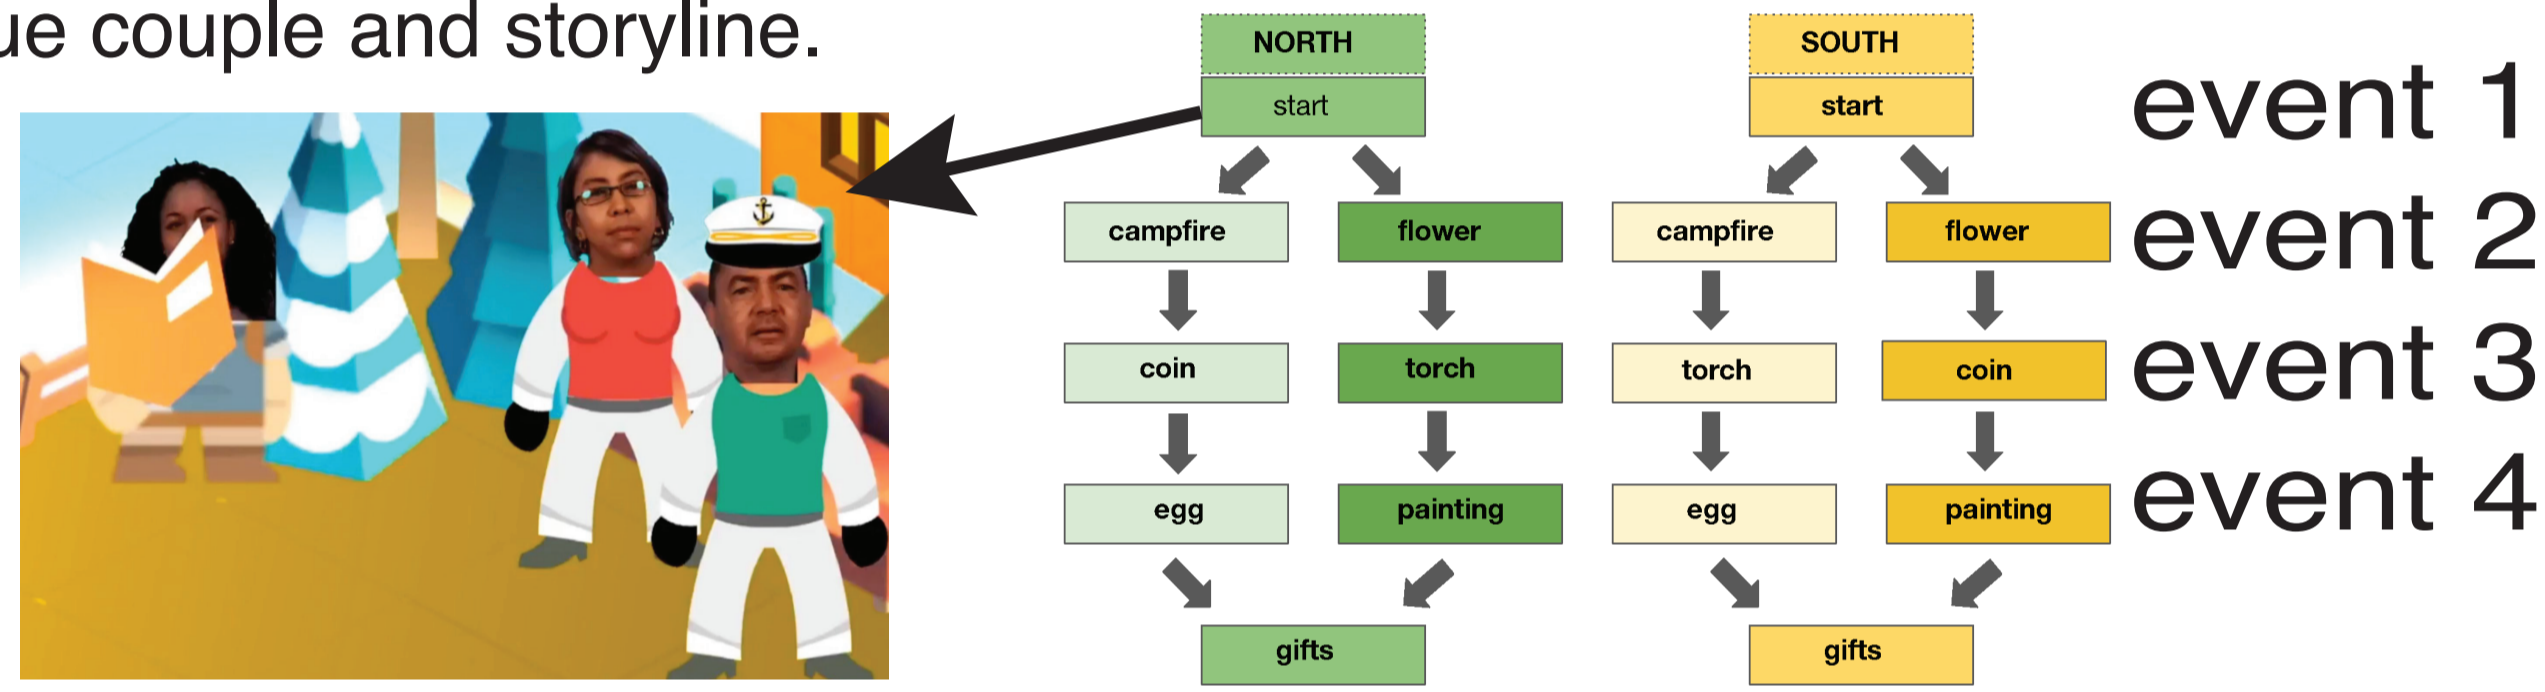 ue couple and storyline.
NORTH SOUTH
start start event 1
campfire flower campfire flower event 2
coin torch torch coin event 3
egg painting egg painting event 4
gifts gifts